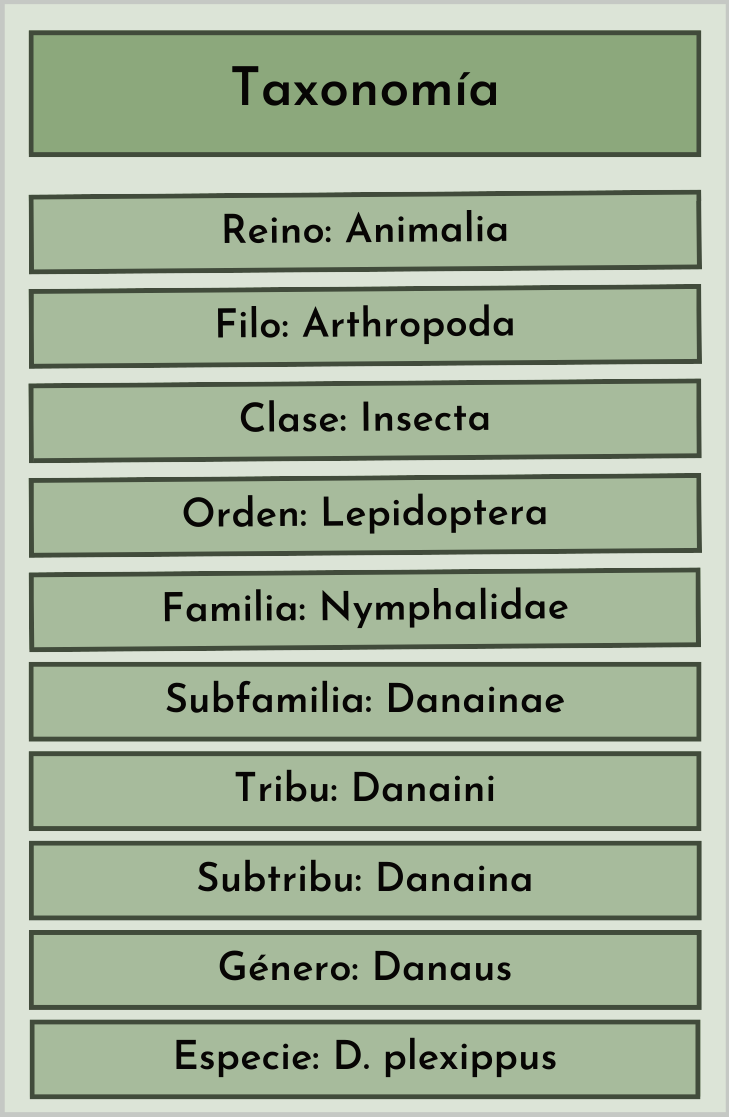 Taxonomía
Reino: Animalia
Filo: Arthropoda
Clase: Insecta
Orden: Lepidoptera
Familia: Nymphalidae
Subfamilia: Danainae
Tribu: Danaini
Subtribu: Danaina
Género: Danaus
Especie: D. plexippus